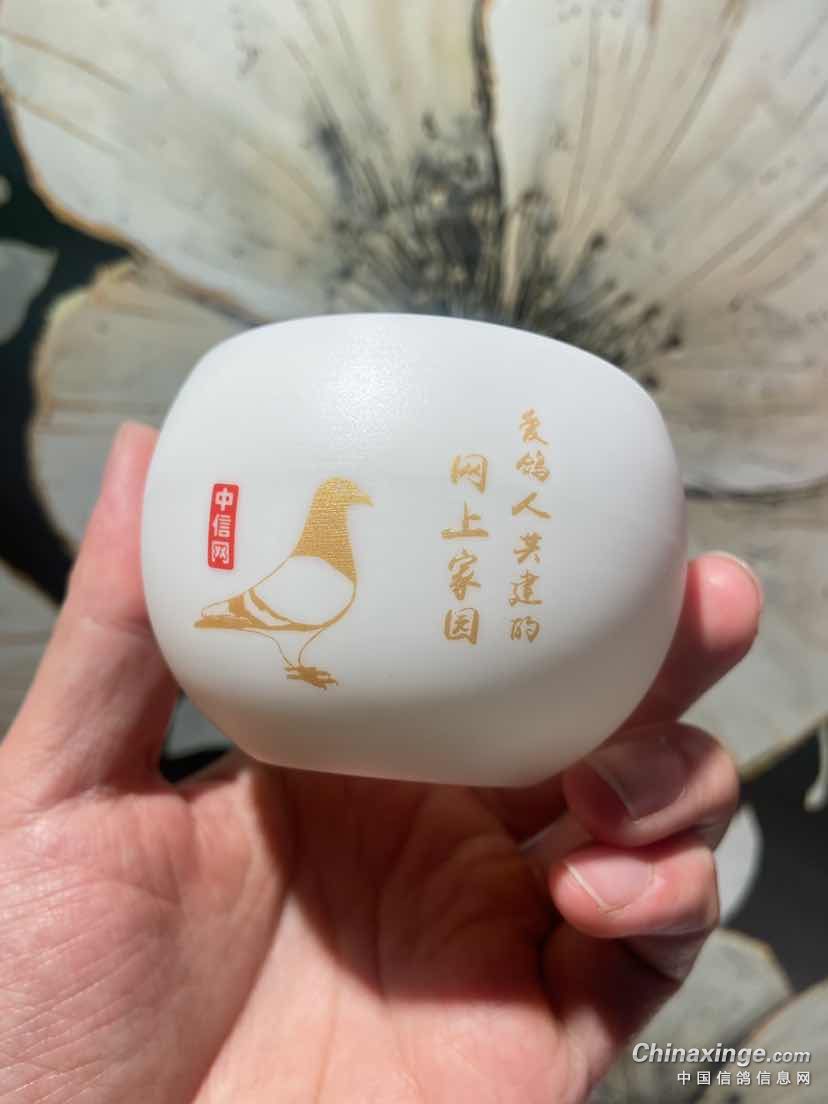 爱鸽人共建的
网上家园
中信网
Chinaxinge.com
中国信鸽信息网